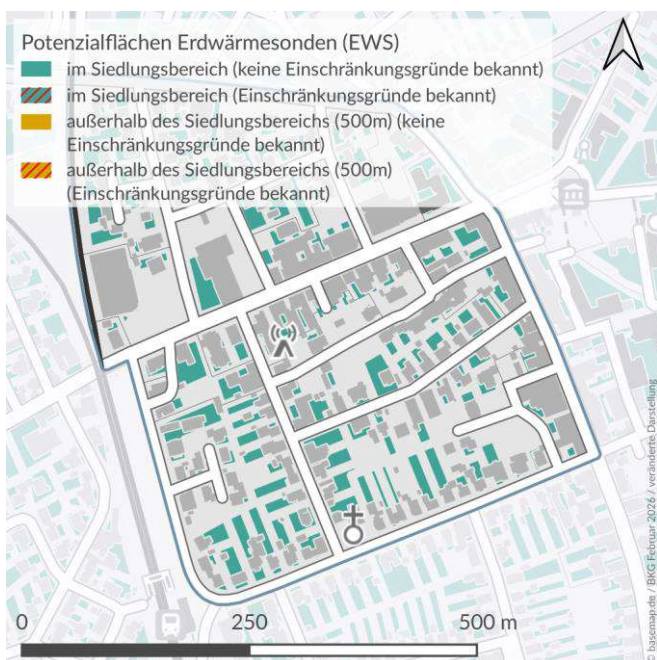 Potenzialflächen Erdwärmesonden (EWS)
im Siedlungsbereich (keine Einschränkungsgründe bekannt)
im Siedlungsbereich (Einschränkungsgründe bekannt)
außerhalb des Siedlungsbereichs (500m) (keine
Einschränkungsgründe bekannt)
außerhalb des Siedlungsbereichs (500m)
(Einschränkungsgründe bekannt)
© basemap.de / BKG Februar 2026 / veränderte Darstellung
0 250 500 m